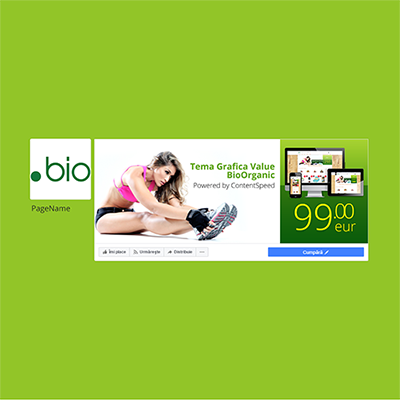 .bio
PageName
Tema Grafica Value
BioOrganic
Powered by ContentSpeed
99.00
eur
Îmi place
Urmărește
Distribuie
Cumpără